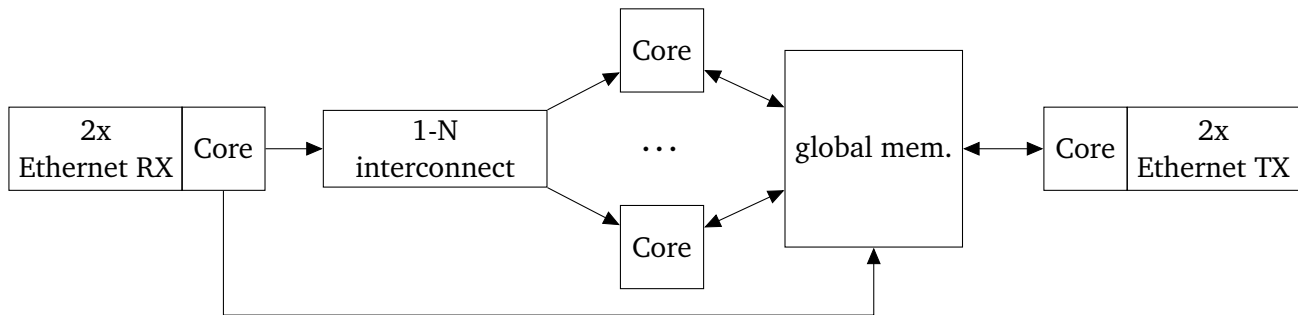 2x
Ethernet RX
Core
1-N
interconnect
Core
...
Core
global mem.
Core
2x
Ethernet TX